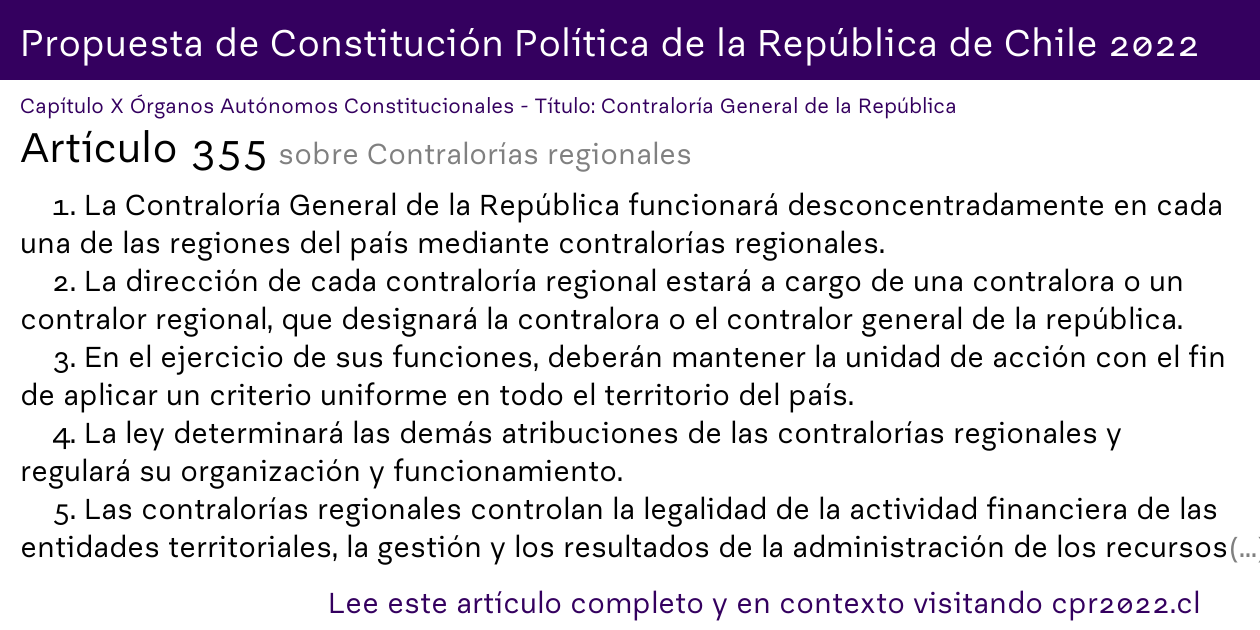 Propuesta de Constitución Política de la República de Chile 2022
Capítulo X Órganos Autónomos Constitucionales - Título: Contraloría General de la República
Artículo 355 sobre Contralorías regionales
1. La Contraloría General de la República funcionará desconcentradamente en cada
una de las regiones del país mediante contralorías regionales.
2. La dirección de cada contraloría regional estará a cargo de una contralora o un
contralor regional, que designará la contralora o el contralor general de la república.
3. En el ejercicio de sus funciones, deberán mantener la unidad de acción con el fin
de aplicar un criterio uniforme en todo el territorio del país.
4. La ley determinará las demás atribuciones de las contralorías regionales y
regulará su organización y funcionamiento.
5. Las contralorías regionales controlan la legalidad de la actividad financiera de las
entidades territoriales, la gestión y los resultados de la administración de los recursos(...)
Lee este artículo completo y en contexto visitando cpr2022.cl